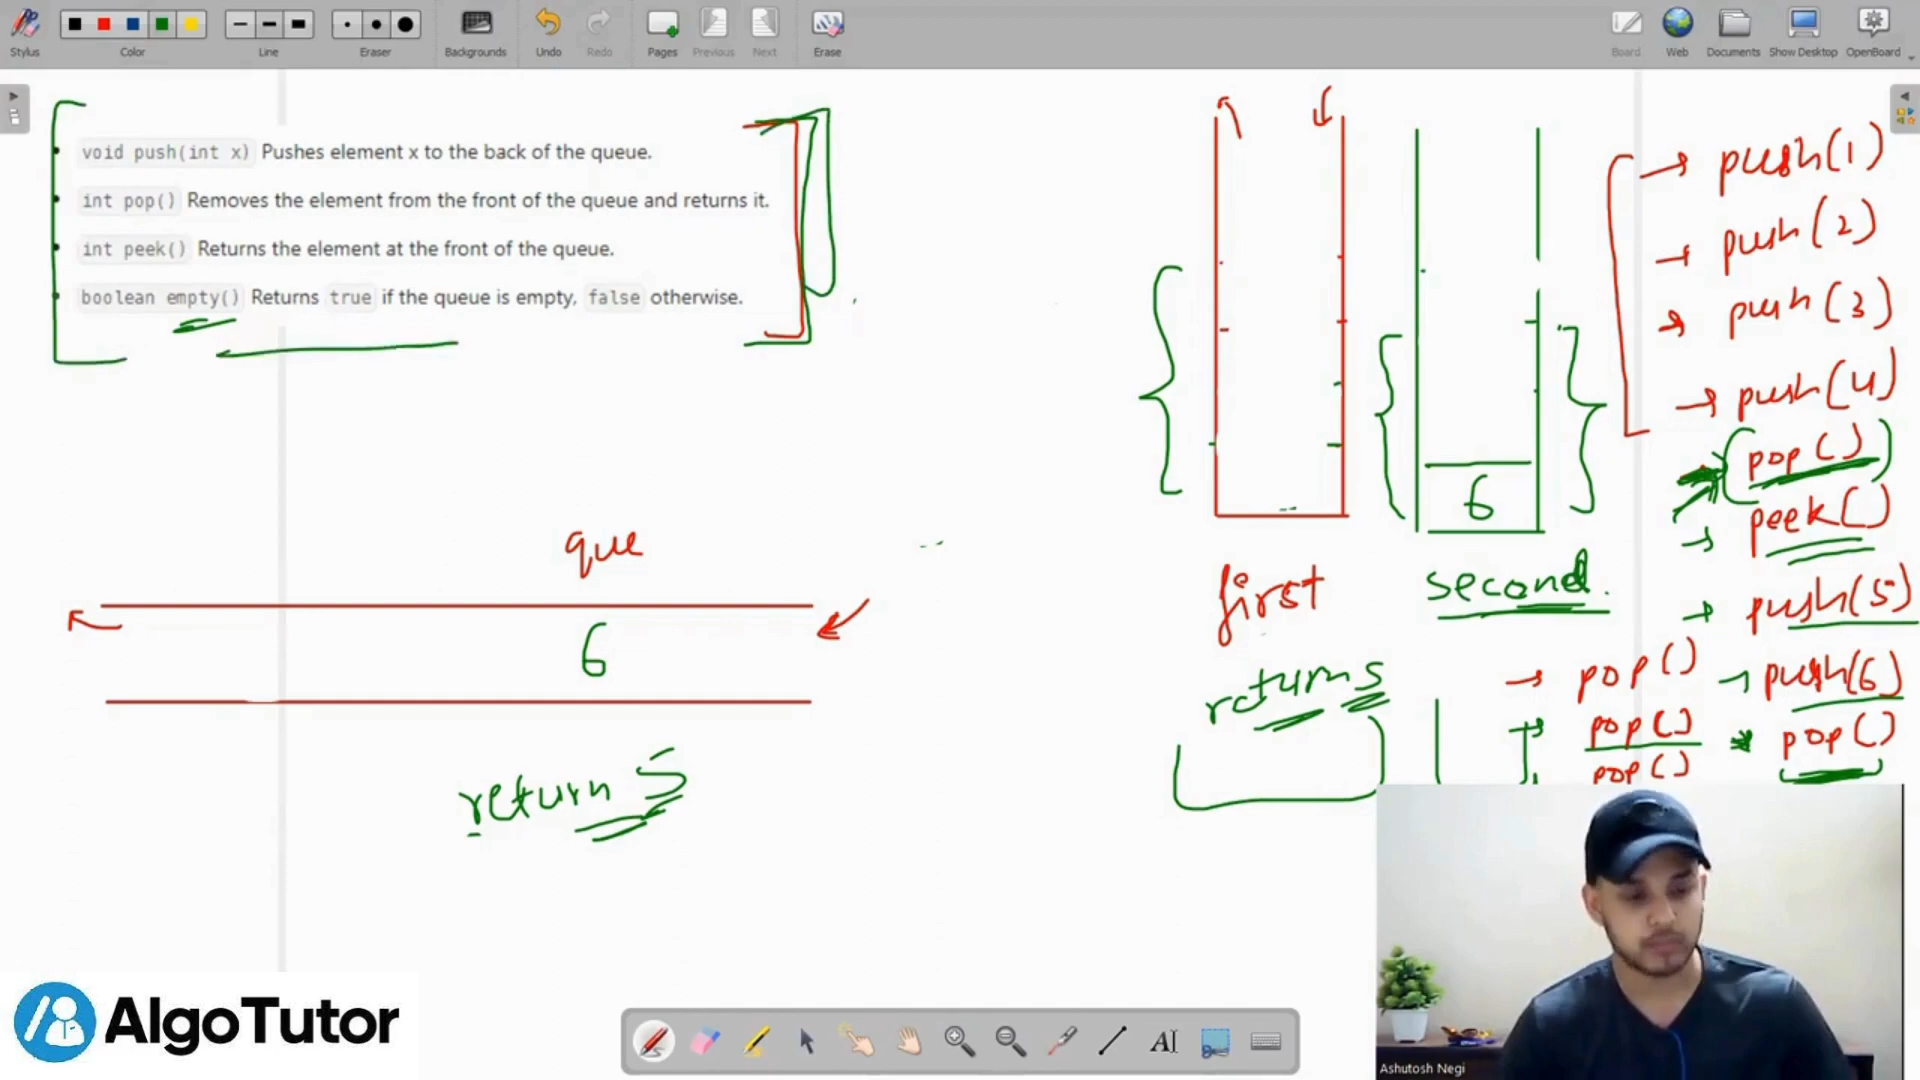 Stylus
Color
Line
Eraser
Backgrounds
Undo
Redo
Pages
Previous
Next
Erase
Board
Web
Documents
Show Desktop
OpenBoard
void push(int x) Pushes element x to the back of the queue.
int pop() Removes the element from the front of the queue and returns it.
int peek() Returns the element at the front of the queue.
boolean empty() Returns true if the queue is empty, false otherwise.
que
6
return 5
6
first
second.
return 5
push(1)
push(2)
push(3)
push(4)
pop()
peek()
push(5)
push(6)
pop()
pop()
pop()
pop()
AlgoTutor
AI
Ashutosh Negi